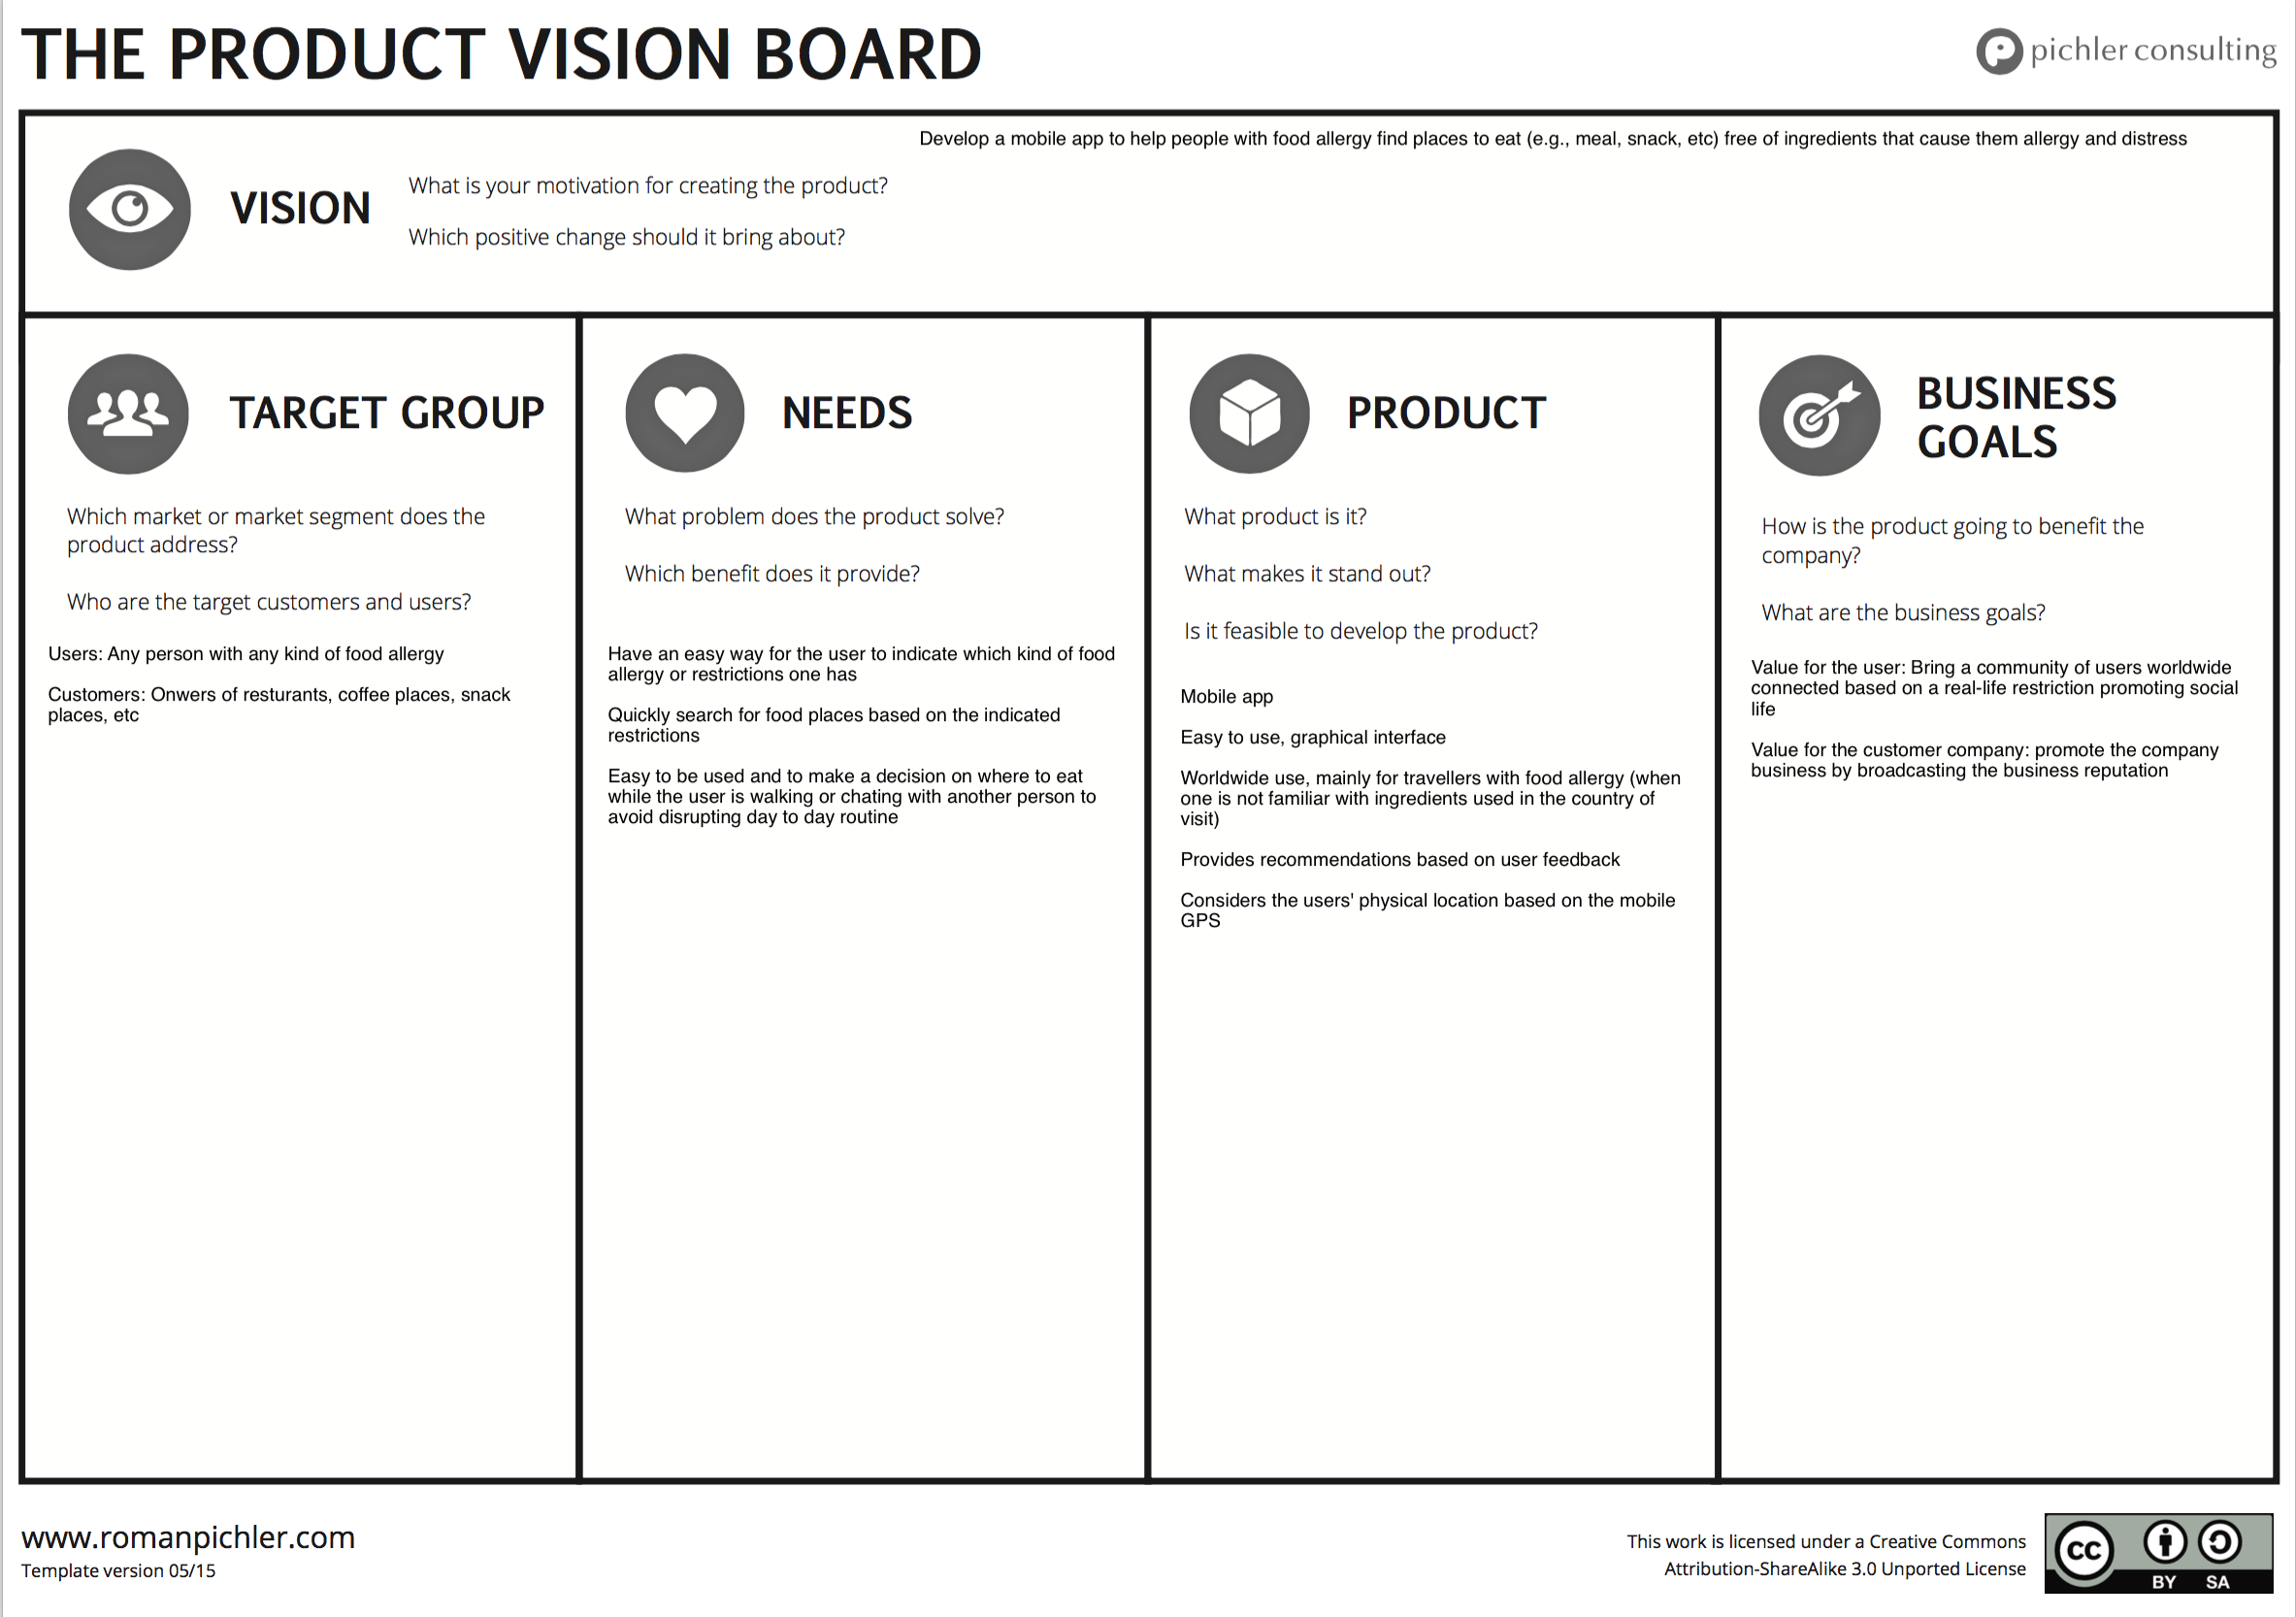 THE PRODUCT VISION BOARD
pichler consulting
Develop a mobile app to help people with food allergy find places to eat (e.g., meal, snack, etc) free of ingredients that cause them allergy and distress
VISION
What is your motivation for creating the product?
Which positive change should it bring about?
TARGET GROUP
Which market or market segment does the
product address?
Who are the target customers and users?
Users: Any person with any kind of food allergy
Customers: Onwers of resturants, coffee places, snack
places, etc
NEEDS
What problem does the product solve?
Which benefit does it provide?
Have an easy way for the user to indicate which kind of food
allergy or restrictions one has
Quickly search for food places based on the indicated
restrictions
Easy to be used and to make a decision on where to eat
while the user is walking or chating with another person to
avoid disrupting day to day routine
PRODUCT
What product is it?
What makes it stand out?
Is it feasible to develop the product?
Mobile app
Easy to use, graphical interface
Worldwide use, mainly for travellers with food allergy (when
one is not familiar with ingredients used in the country of
visit)
Provides recommendations based on user feedback
Considers the users' physical location based on the mobile
GPS
BUSINESS
GOALS
How is the product going to benefit the
company?
What are the business goals?
Value for the user: Bring a community of users worldwide
connected based on a real-life restriction promoting social
life
Value for the customer company: promote the company
business by broadcasting the business reputation
www.romanpichler.com
Template version 05/15
This work is licensed under a Creative Commons
Attribution-ShareAlike 3.0 Unported License
cc
BY SA